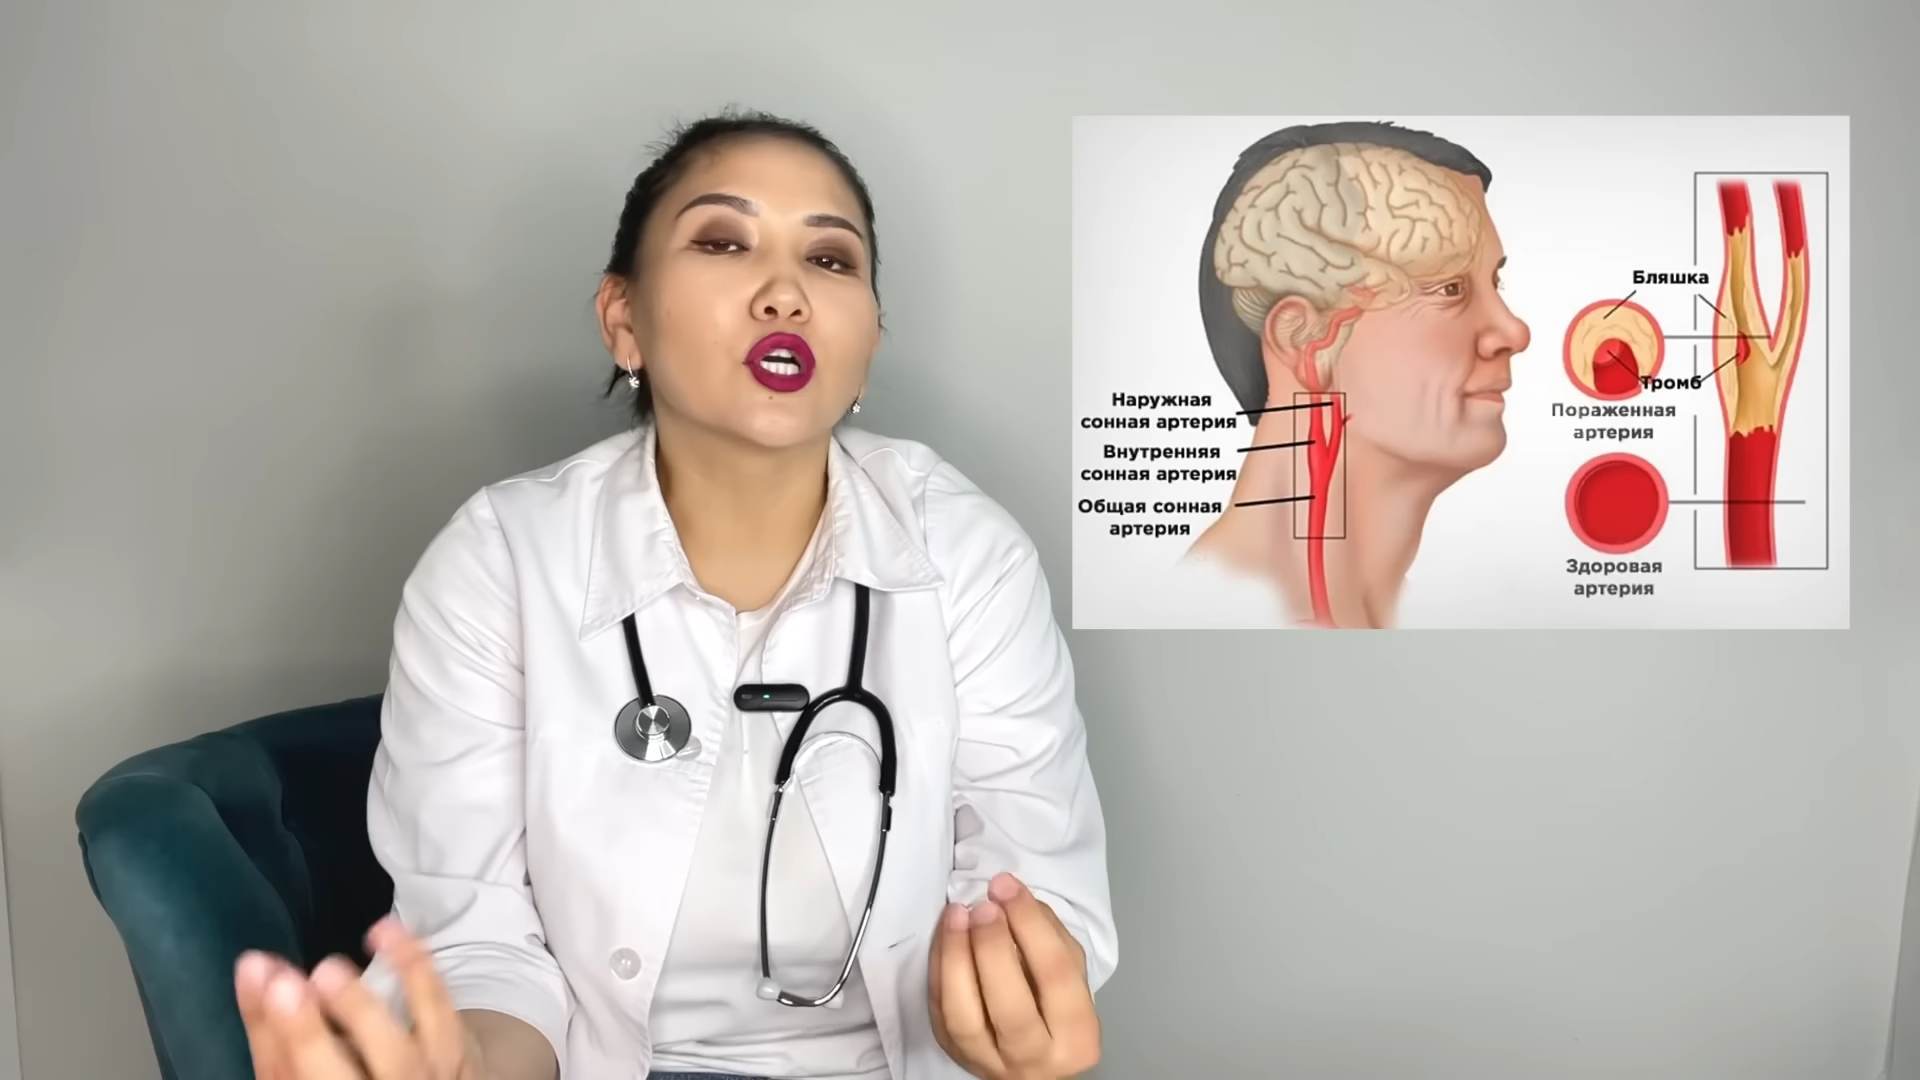 Наружная
сонная артерия
Внутренняя
сонная артерия
Общая сонная
артерия
Бляшка
Тромб
Пораженная
артерия
Здоровая
артерия